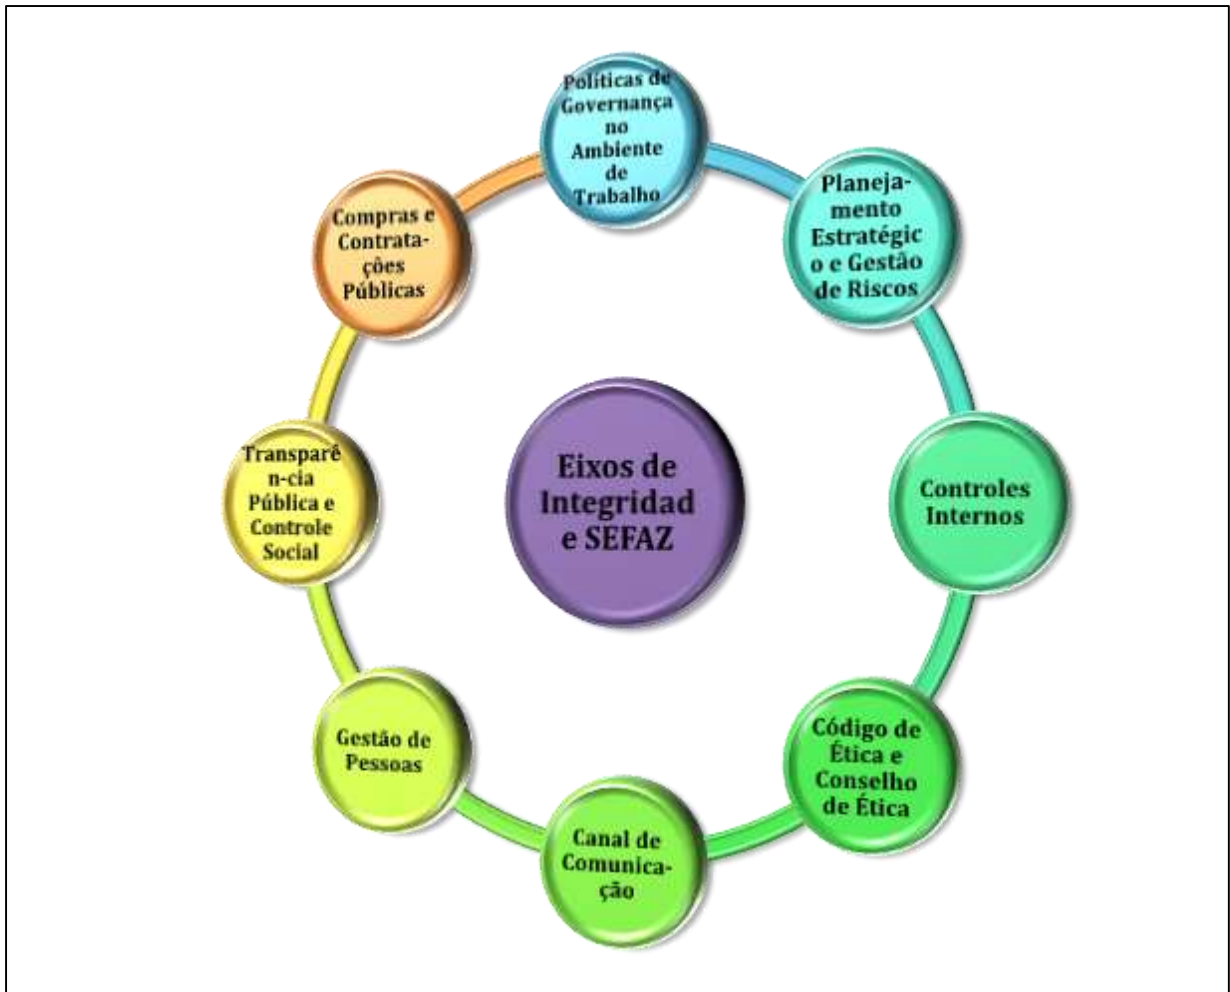 Políticas de
Governança
no
Ambiente
de
Trabalho
Planeja-
mento
Estratégic
o e Gestão
de Riscos
Controles
Internos
Código de
Ética e
Conselho
de Ética
Canal de
Comunica-
ção
Gestão de
Pessoas
Transparê
n-cia
Pública e
Controle
Social
Compras e
Contrata-
ções
Públicas
Eixos de
Integridad
e SEFAZ